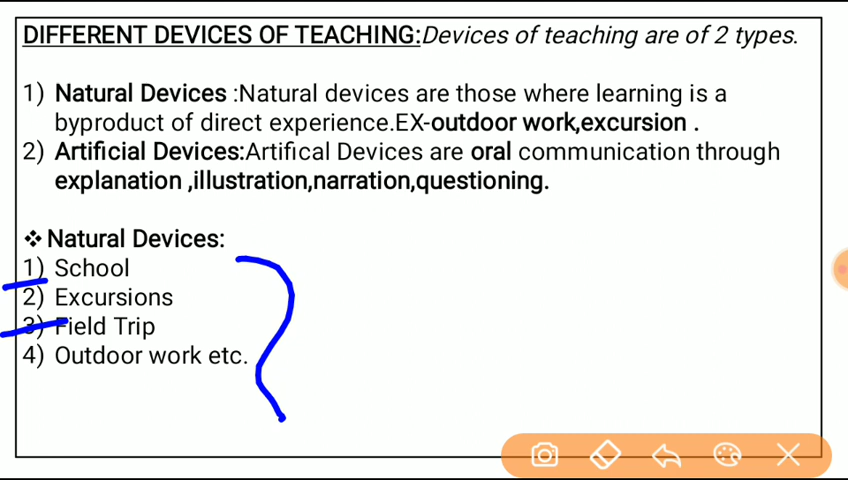 DIFFERENT DEVICES OF TEACHING:Devices of teaching are of 2 types.
1) Natural Devices :Natural devices are those where learning is a
byproduct of direct experience.EX-outdoor work,excursion .
2) Artificial Devices:Artifical Devices are oral communication through
explanation ,illustration,narration,questioning.
❖ Natural Devices:
1) School
2) Excursions
3) Field Trip
4) Outdoor work etc.